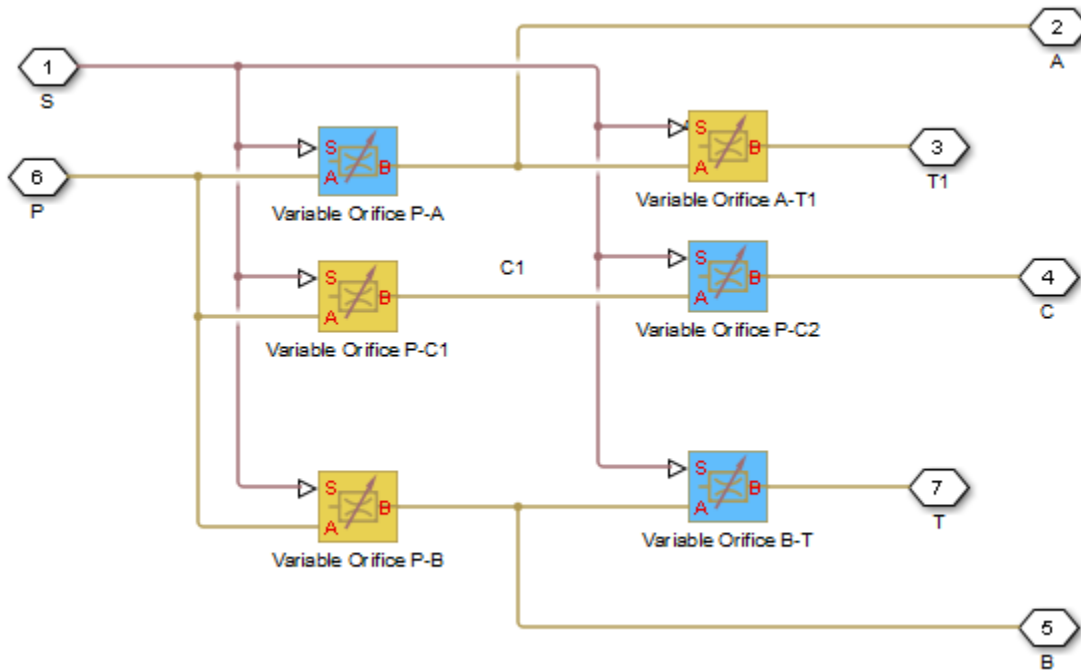 2
A
1
S
S
A
B
Variable Orifice P-A
S
A
B
Variable Orifice A-T1
3
T1
6
P
C1
S
A
B
Variable Orifice P-C1
S
A
B
Variable Orifice P-C2
4
C
S
A
B
Variable Orifice P-B
S
A
B
Variable Orifice B-T
7
T
5
B